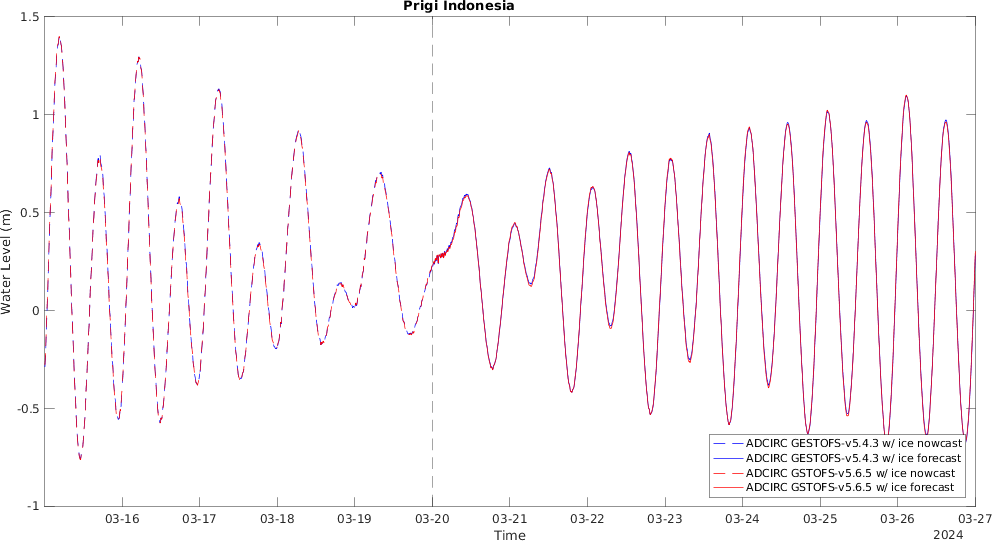 Prigi Indonesia
1.5
1
0.5
0
-0.5
-1
Water Level (m)
03-16
03-17
03-18
03-19
03-20
03-21
03-22
03-23
03-24
03-25
03-26
03-27
Time
2024
ADCIRC GESTOFS-v5.4.3 w/ ice nowcast
ADCIRC GESTOFS-v5.4.3 w/ ice forecast
ADCIRC GSTOFS-v5.6.5 w/ ice nowcast
ADCIRC GSTOFS-v5.6.5 w/ ice forecast